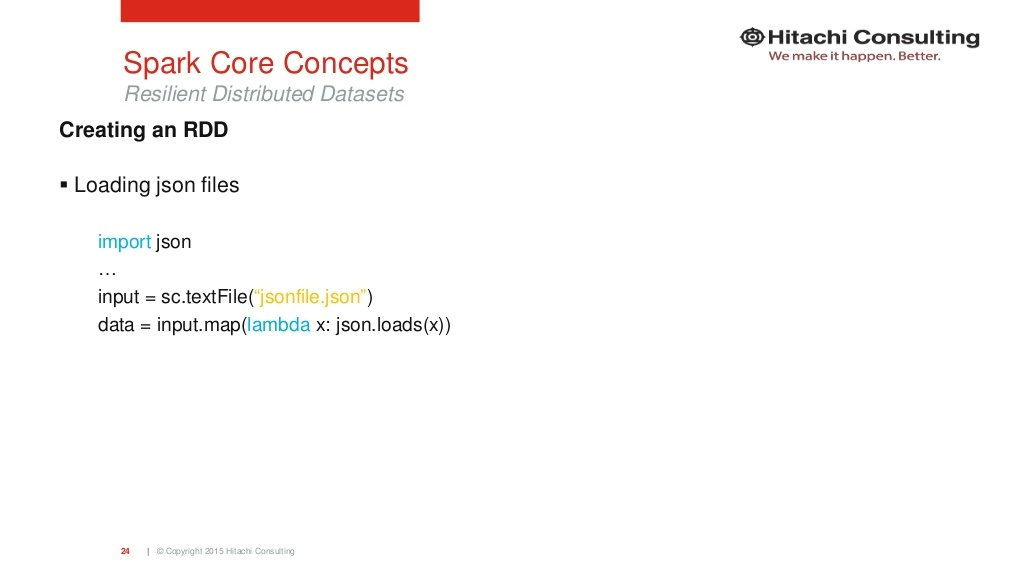 Hitachi Consulting
We make it happen. Better.
Spark Core Concepts
Resilient Distributed Datasets
Creating an RDD
▪ Loading json files
import json
…
input = sc.textFile(“jsonfile.json”)
data = input.map(lambda x: json.loads(x))
24 | © Copyright 2015 Hitachi Consulting